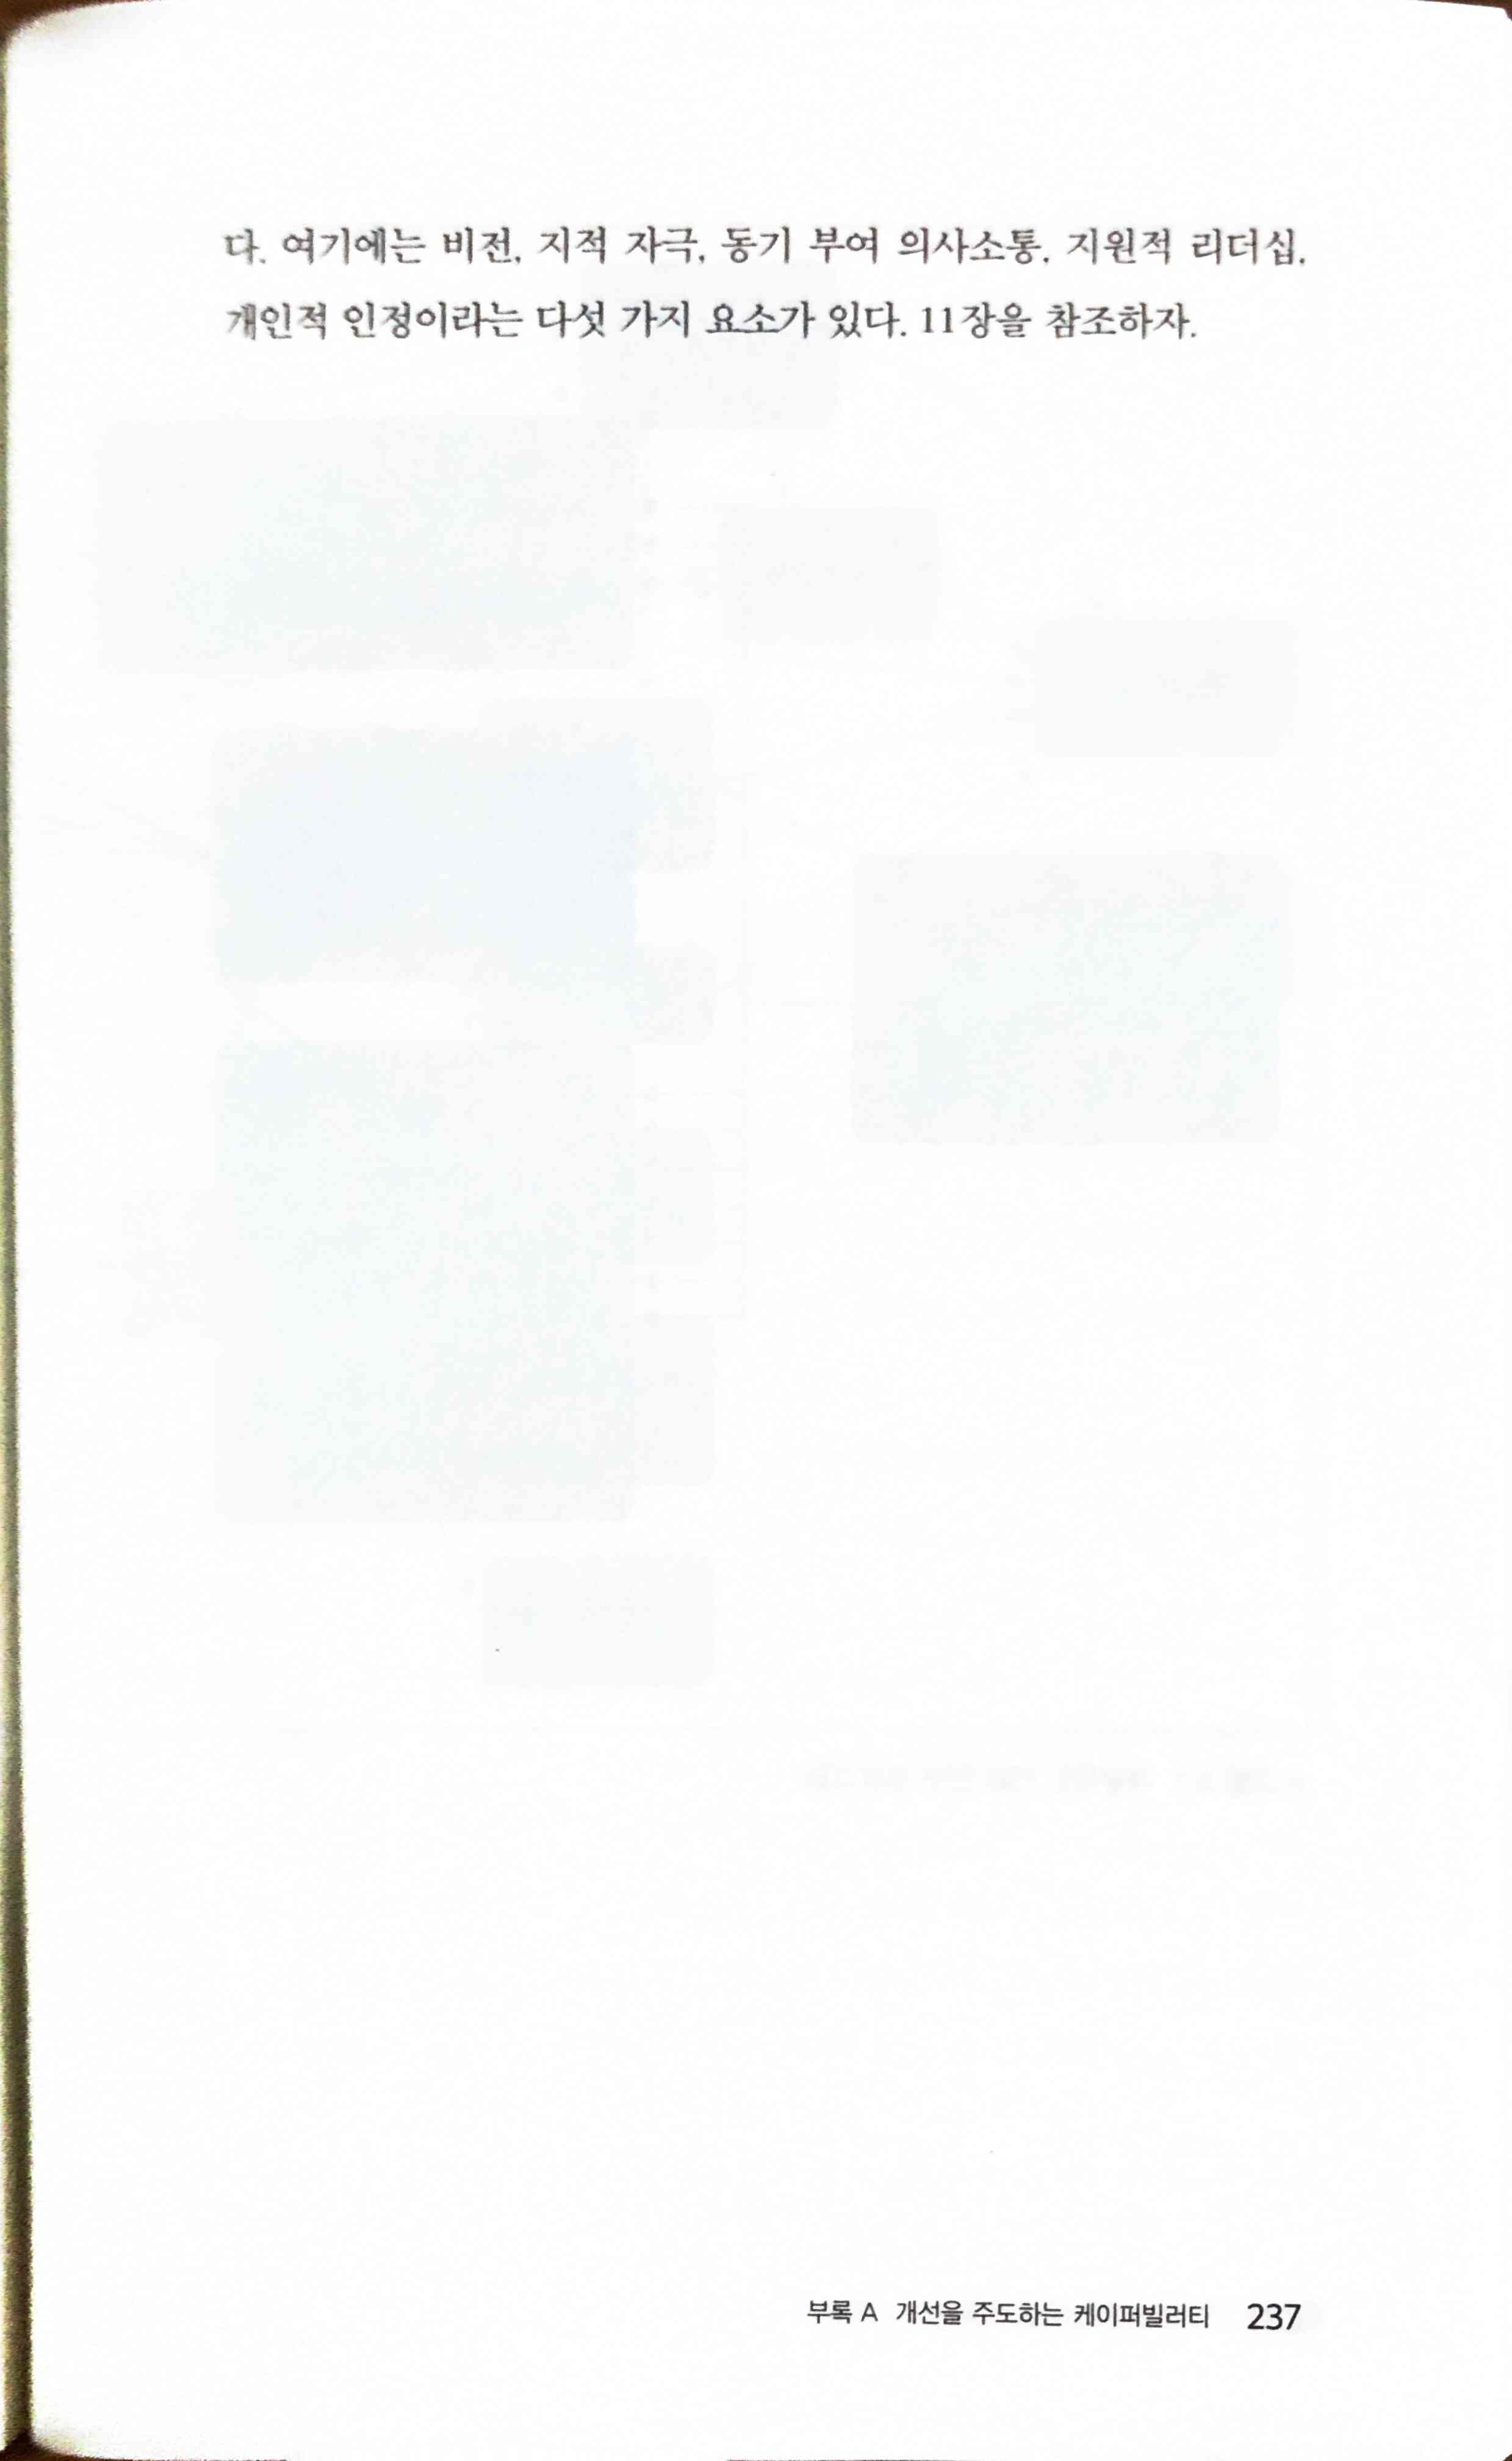 다. 여기에는 비전, 지적 자극, 동기 부여 의사소통, 지원적 리더십,
개인적 인정이라는 다섯 가지 요소가 있다. 11장을 참조하자.
부록 A 개선을 주도하는 케이퍼빌러티 237